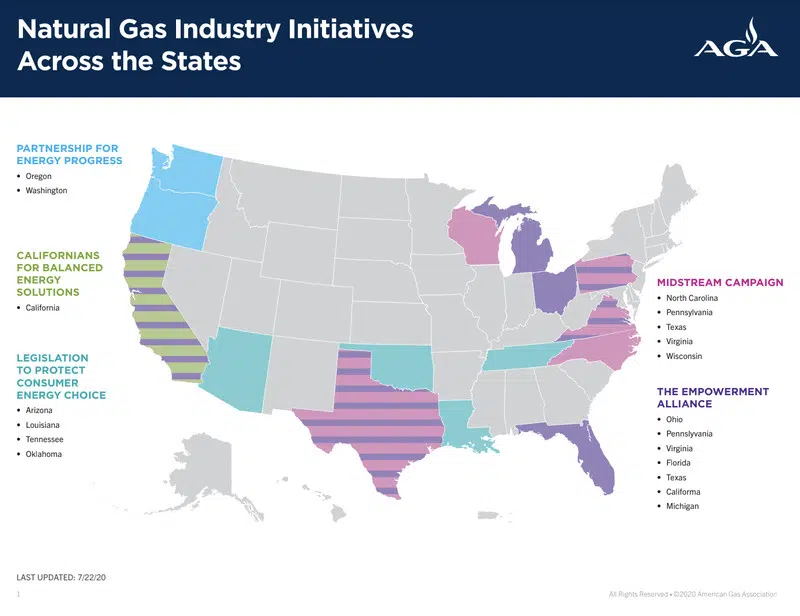 Natural Gas Industry Initiatives
Across the States
AGA
PARTNERSHIP FOR
ENERGY PROGRESS
• Oregon
• Washington
CALIFORNIANS
FOR BALANCED
ENERGY
SOLUTIONS
• California
LEGISLATION
TO PROTECT
CONSUMER
ENERGY CHOICE
• Arizona
• Louisiana
• Tennessee
• Oklahoma
MIDSTREAM CAMPAIGN
• North Carolina
• Pennsylvania
• Texas
• Virginia
• Wisconsin
THE EMPOWERMENT
ALLIANCE
• Ohio
• Pennslyvania
• Virginia
• Florida
• Texas
• Califorma
• Michigan
LAST UPDATED: 7/22/20
1
All Rights Reserved • ©2020 American Gas Association